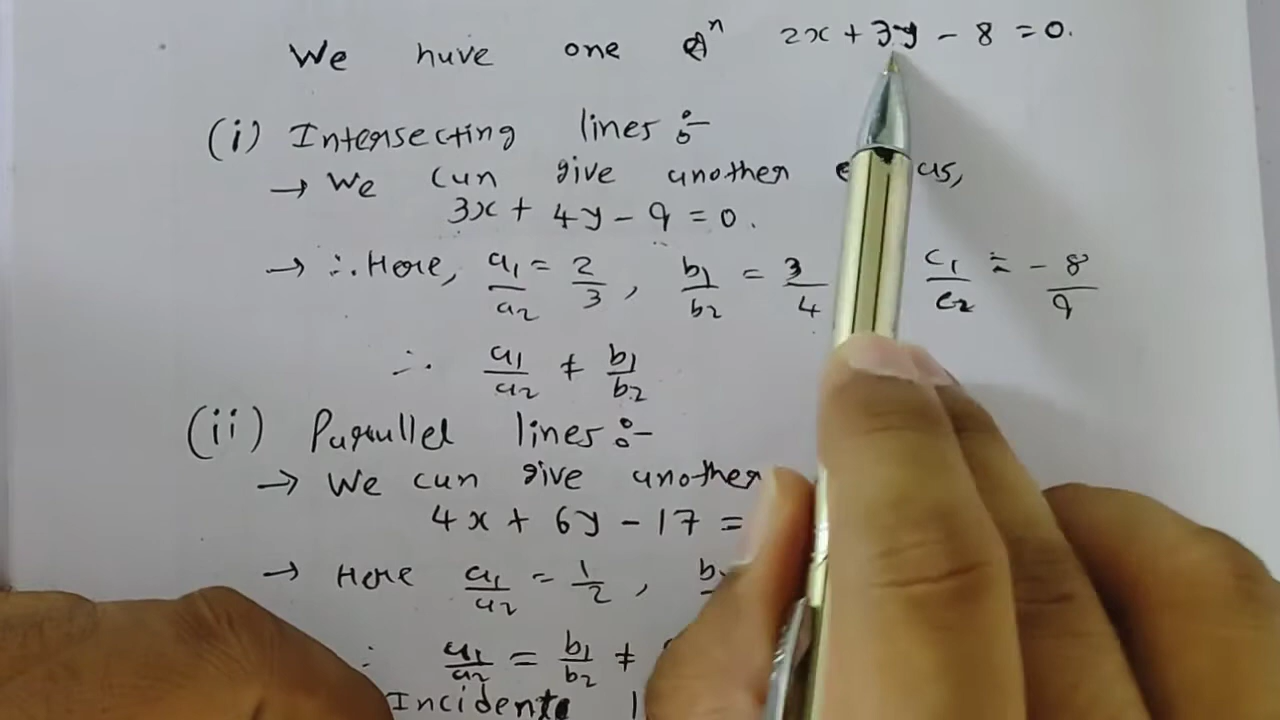 We have one eqⁿ 2x + 3y - 8 = 0.
(i) Intersecting lines :-
→ We can give another as,
3x + 4y - 9 = 0.
→ ∴ Here, a₁/a₂ = 2/3, b₁/b₂ = 3/4 c₁/c₂ = -8/9
∴ a₁/a₂ ≠ b₁/b₂
(ii) Parallel lines :-
→ We can give another
4x + 6y - 17 =
→ Here a₁/a₂ = 1/2,
∴ a₁/a₂ = b₁/b₂ ≠
Incident